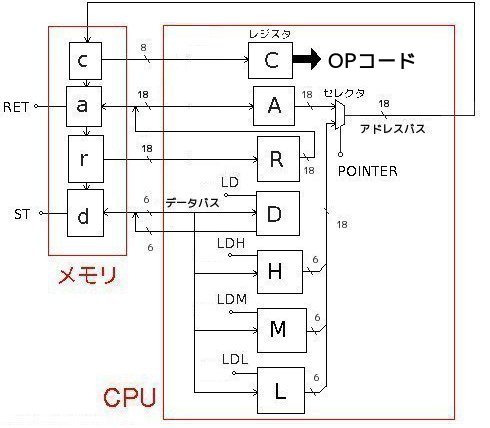 レジスタ
c
8
C
OPコード
セレクタ
RET
a
18
A
18
18
アドレスバス
r
18
R
18
POINTER
LD
ST
d
6
データバス
D
6
18
LDH
H
6
メモリ
LDM
M
6
LDL
L
6
CPU